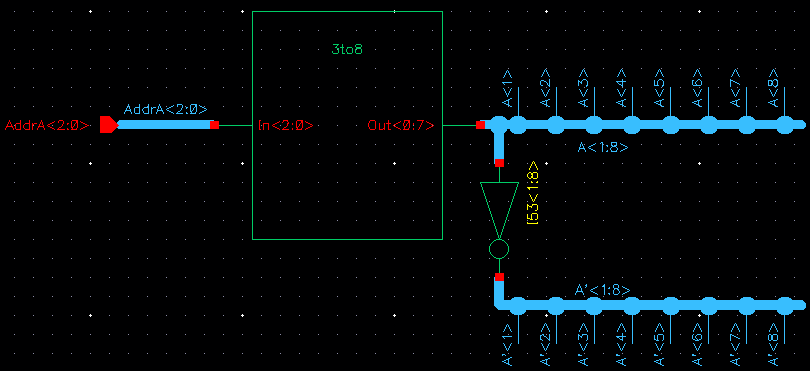 3to8
AddrA<2:0>
AddrA<2:0>
In<2:0>
Out<0:7>
A<1>
A<2>
A<3>
A<4>
A<5>
A<6>
A<7>
A<8>
A<1:8>
I53<1:8>
A'<1:8>
A'<1>
A'<2>
A'<3>
A'<4>
A'<5>
A'<6>
A'<7>
A'<8>